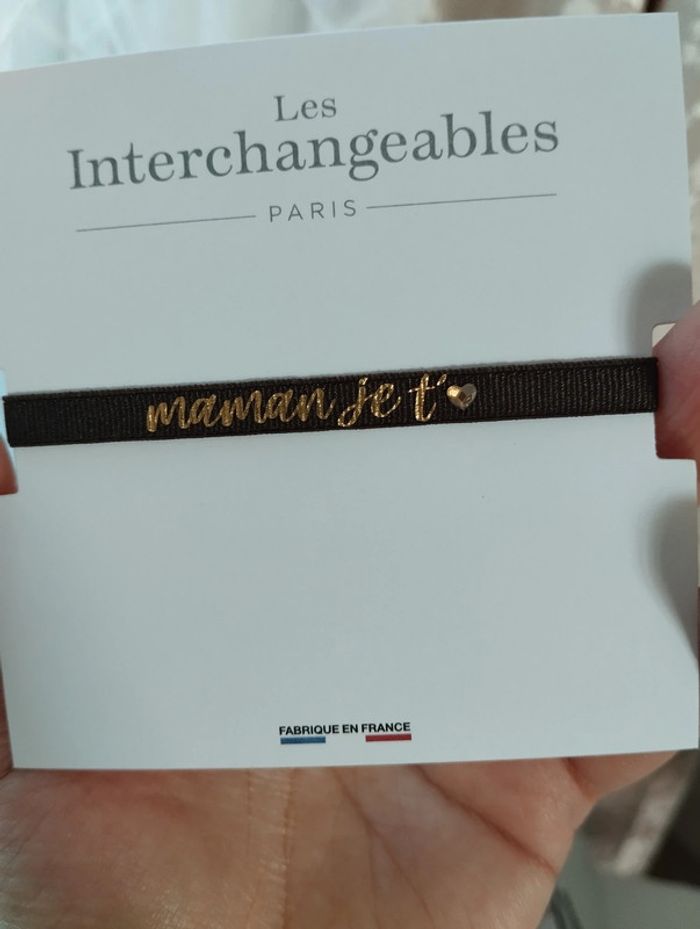 Les
Interchangeables
PARIS
maman je t'♥
FABRIQUE EN FRANCE